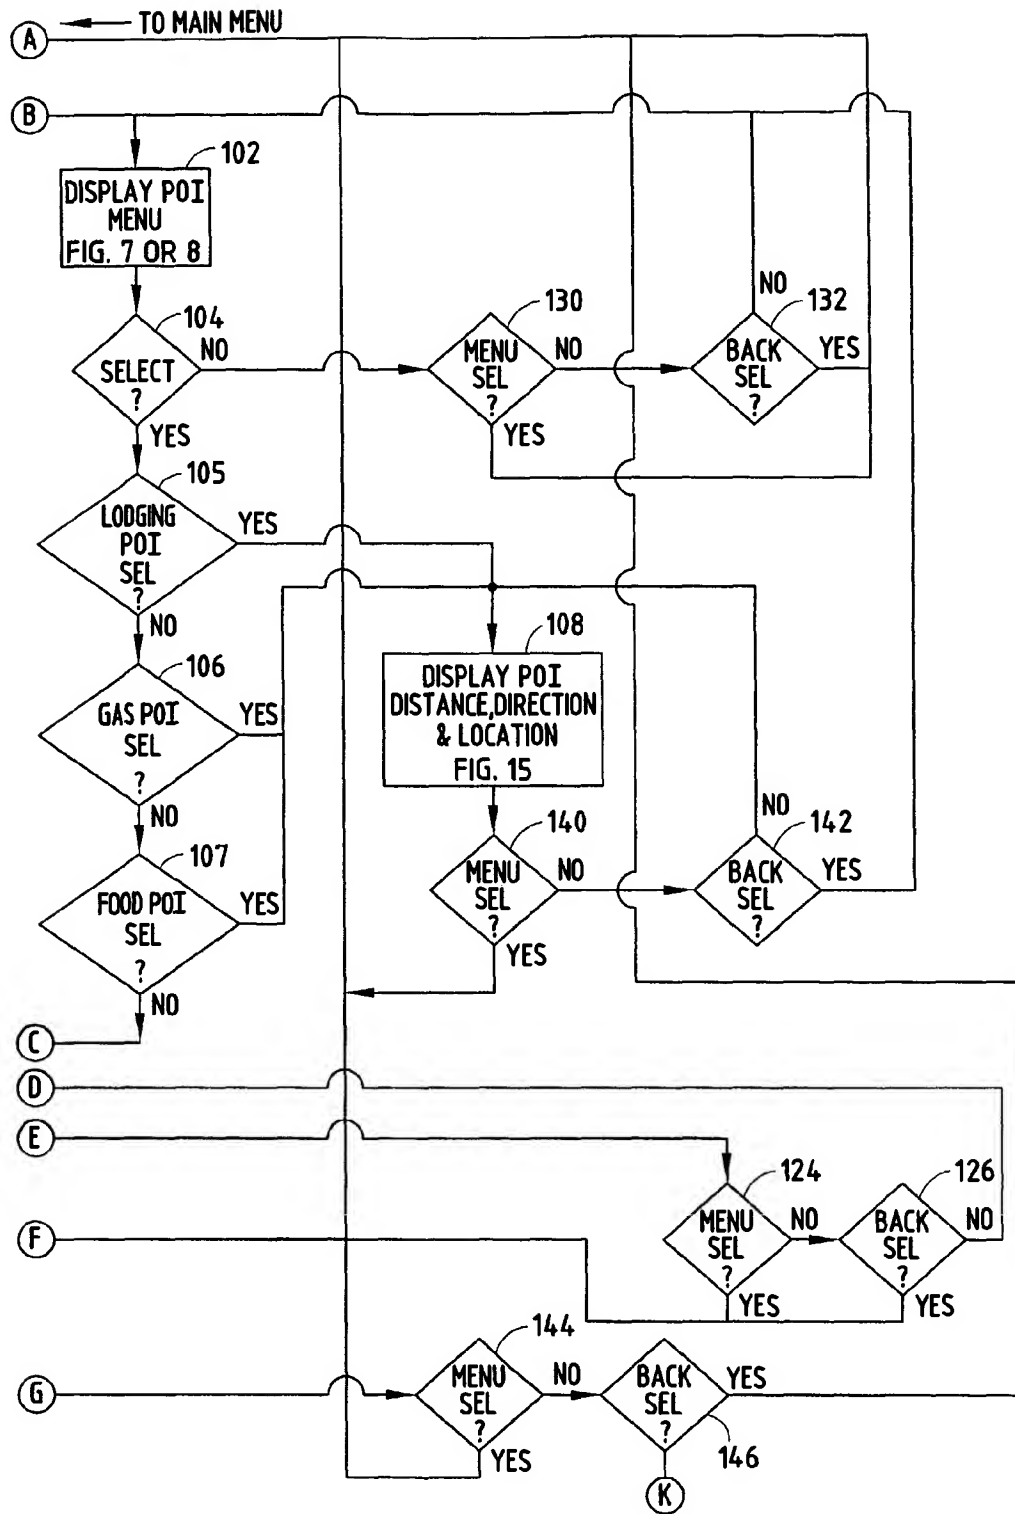 TO MAIN MENU
A
B
102
DISPLAY POI
MENU
FIG. 7 OR 8
104
SELECT
?
NO
YES
130
MENU
SEL
?
NO
YES
132
BACK
SEL
?
NO
YES
105
LODGING
POI
SEL
?
YES
NO
106
GAS POI
SEL
?
YES
NO
107
FOOD POI
SEL
?
YES
NO
108
DISPLAY POI
DISTANCE,DIRECTION
& LOCATION
FIG. 15
140
MENU
SEL
?
NO
YES
142
BACK
SEL
?
NO
YES
C
D
E
F
124
MENU
SEL
?
NO
YES
126
BACK
SEL
?
NO
YES
G
144
MENU
SEL
?
NO
YES
BACK
SEL
?
YES
146
K